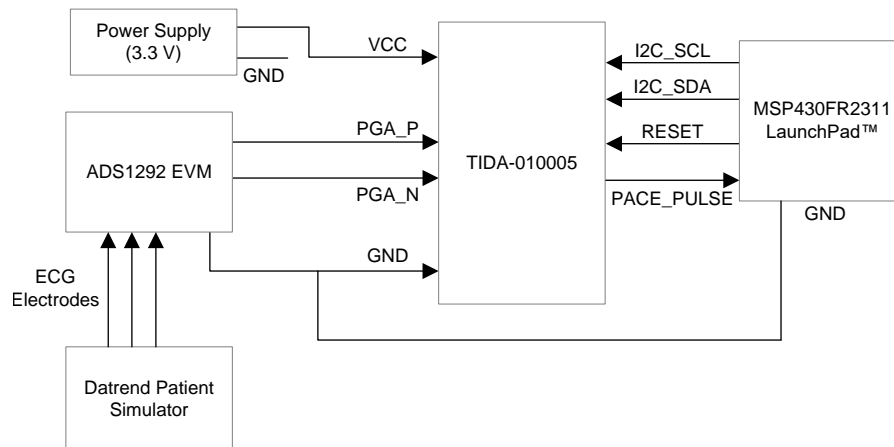 Power Supply
(3.3 V)
GND
VCC
ADS1292 EVM
PGA_P
PGA_N
GND
TIDA-010005
I2C_SCL
I2C_SDA
RESET
PACE_PULSE
MSP430FR2311
LaunchPad™
GND
ECG
Electrodes
Datrend Patient
Simulator